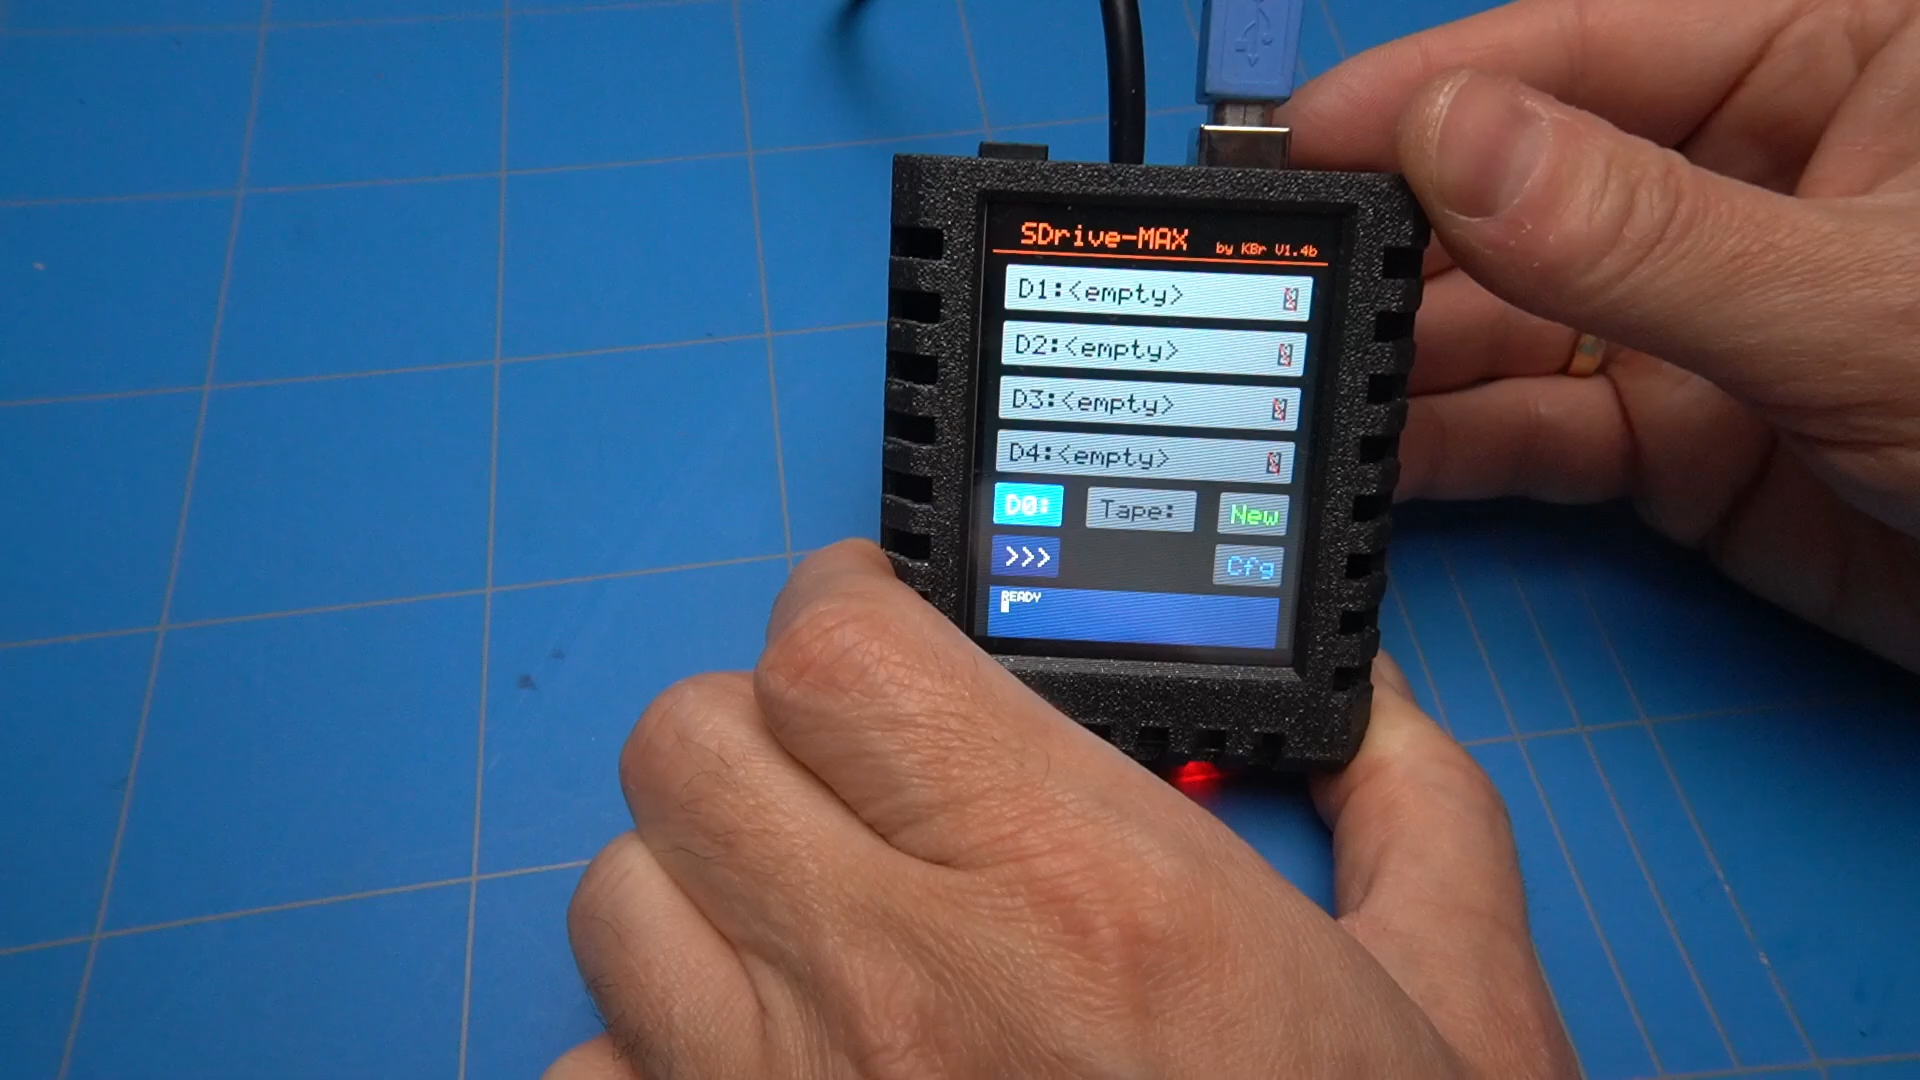 SDrive-MAX by KBr V1.4b
D1:<empty>
D2:<empty>
D3:<empty>
D4:<empty>
D0: Tape: New
>>> Cfg
READY